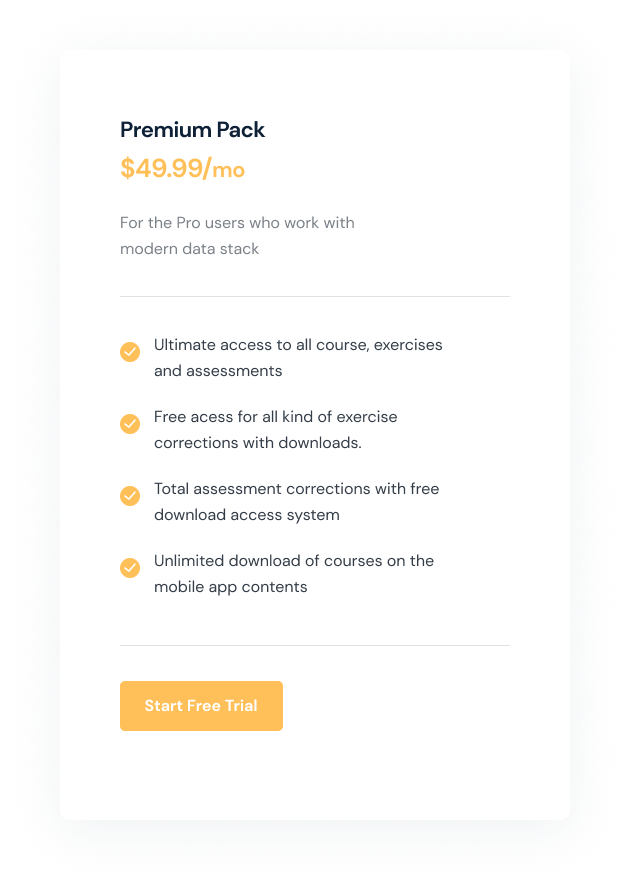 Premium Pack
$49.99/mo
For the Pro users who work with
modern data stack
Ultimate access to all course, exercises
and assessments
Free acess for all kind of exercise
corrections with downloads.
Total assessment corrections with free
download access system
Unlimited download of courses on the
mobile app contents
Start Free Trial